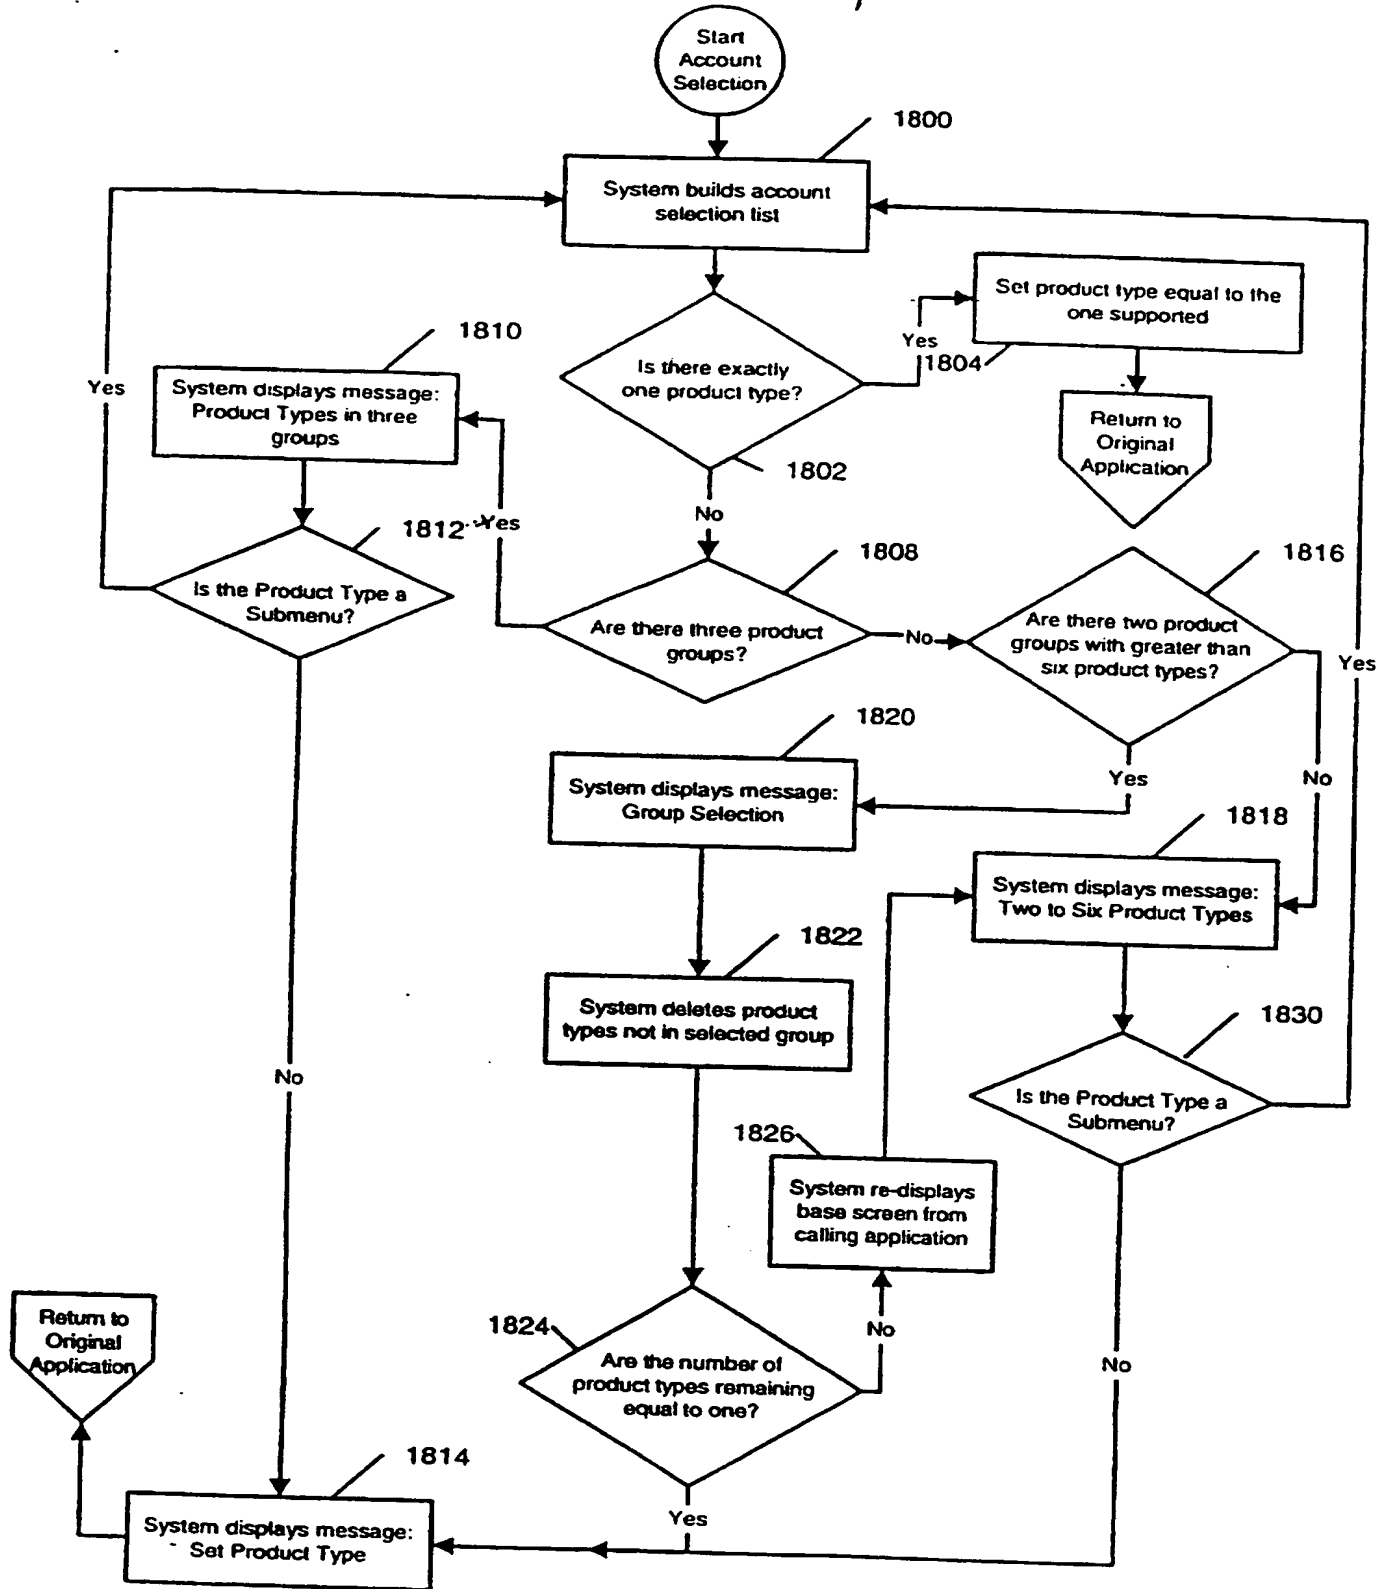 Start
Account
Selection
1800
System builds account
selection list
Set product type equal to the
one supported
Yes
1804
1810
Is there exactly
one product type?
Yes
System displays message:
Product Types in three
groups
Return to
Original
Application
1802
No
1812
Yes
1808
1816
Is the Product Type a
Submenu?
Are there three product
groups?
No
Are there two product
groups with greater than
six product types?
Yes
1820
Yes
No
System displays message:
Group Selection
1818
System displays message:
Two to Six Product Types
1822
System deletes product
types not in selected group
1830
No
Is the Product Type a
Submenu?
1826
System re-displays
base screen from
calling application
Return to
Original
Application
1824
No
Are the number of
product types remaining
equal to one?
No
1814
Yes
System displays message:
Set Product Type